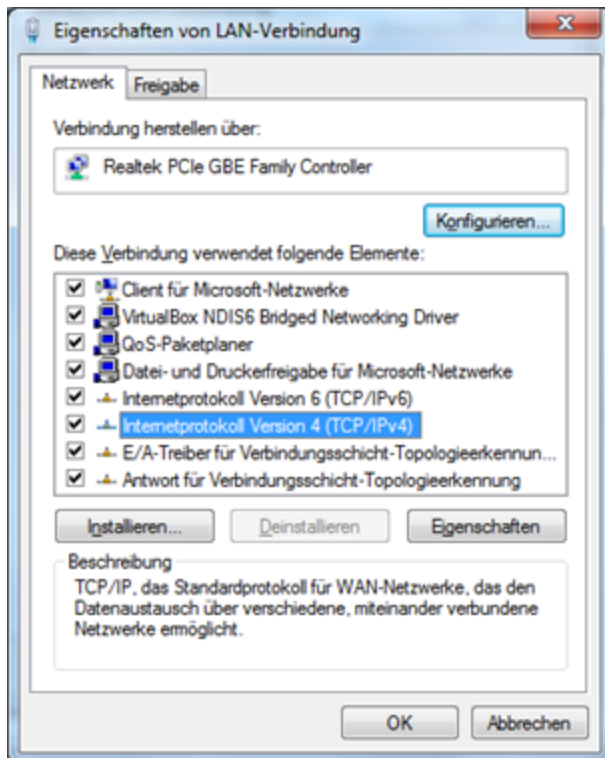 Eigenschaften von LAN-Verbindung
Netzwerk Freigabe
Verbindung herstellen über:
Realtek PCIe GBE Family Controller
Konfigurieren...
Diese Verbindung verwendet folgende Elemente:
Client für Microsoft-Netzwerke
VirtualBox NDIS6 Bridged Networking Driver
QoS-Paketplaner
Datei- und Druckerfreigabe für Microsoft-Netzwerke
Internetprotokoll Version 6 (TCP/IPv6)
Internetprotokoll Version 4 (TCP/IPv4)
E/A-Treiber für Verbindungsschicht-Topologieerkennun...
Antwort für Verbindungsschicht-Topologieerkennung
Installieren... Deinstallieren Eigenschaften
Beschreibung
TCP/IP, das Standardprotokoll für WAN-Netzwerke, das den
Datenaustausch über verschiedene, miteinander verbundene
Netzwerke ermöglicht.
OK Abbrechen